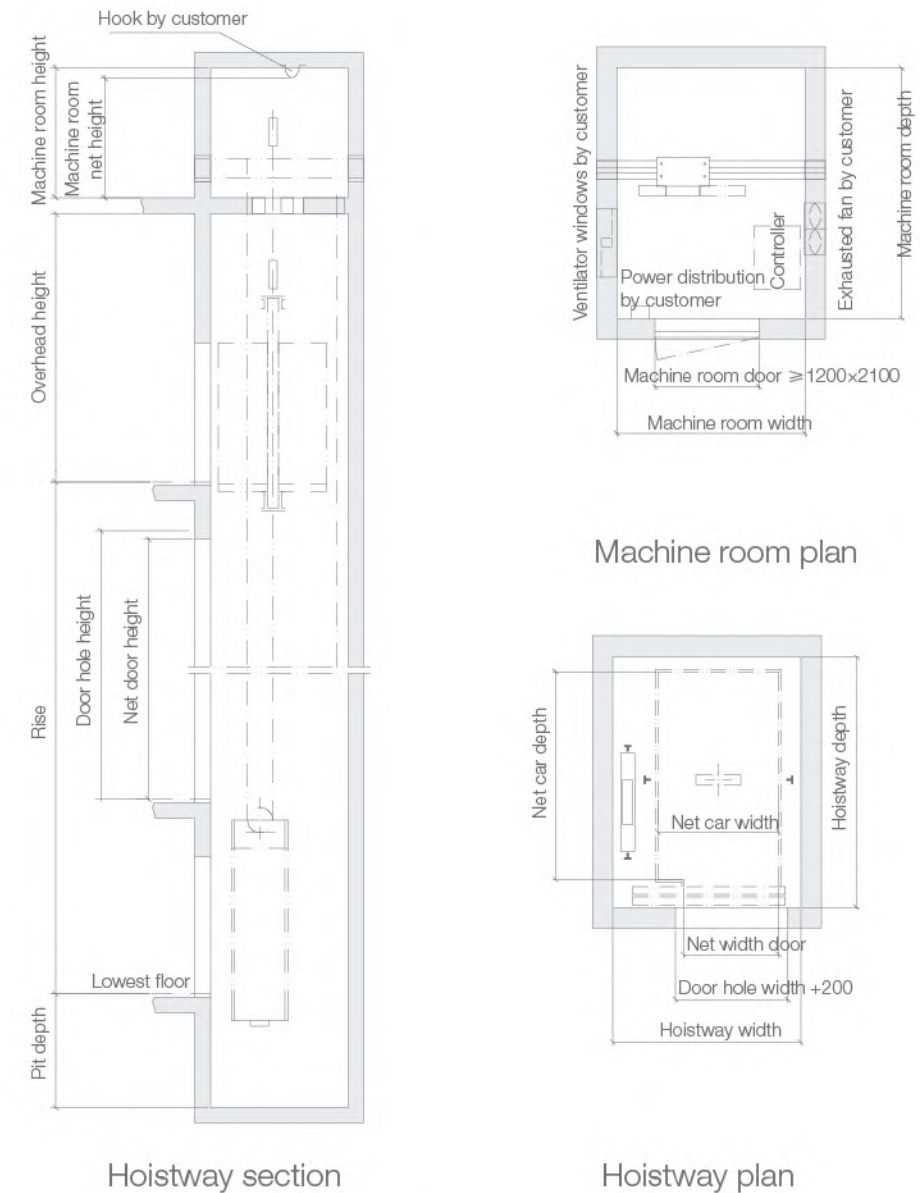 Hook by customer
Machine room height
Machine room
net height
Overhead height
Door hole height
Net door height
Rise
Lowest floor
Pit depth
Hoistway section
Ventilator windows by customer
Exhausted fan by customer
Machine room depth
Controller
Power distribution
by customer
Machine room door ≥1200×2100
Machine room width
Machine room plan
Net car depth
Hoistway depth
Net car width
Net width door
Door hole width +200
Hoistway width
Hoistway plan